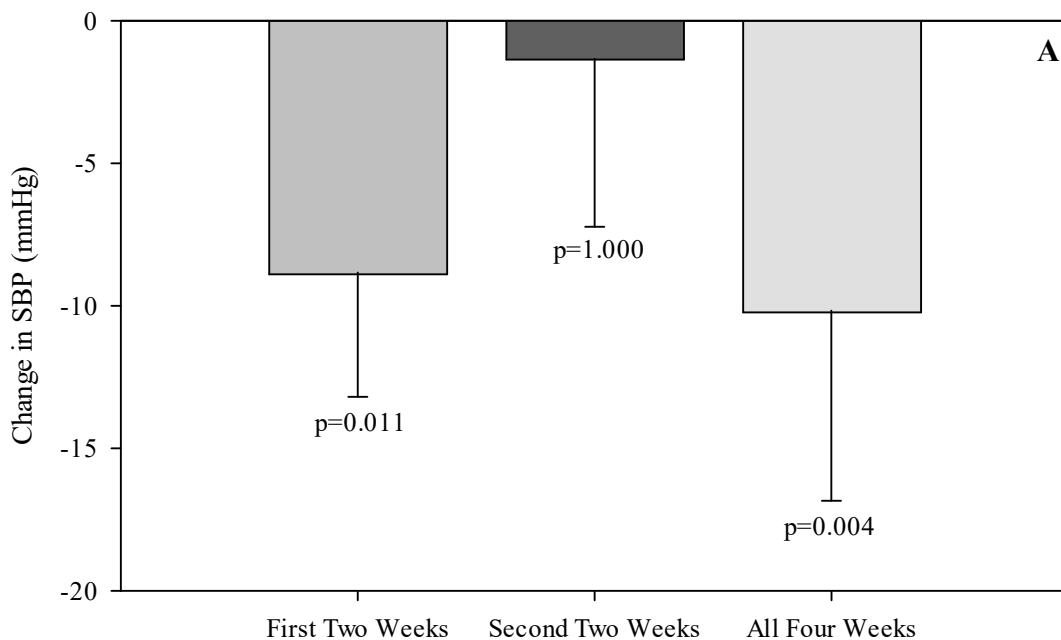 A
Change in SBP (mmHg)
0
-5
-10
-15
-20
p=0.011
p=1.000
p=0.004
First Two Weeks
Second Two Weeks
All Four Weeks